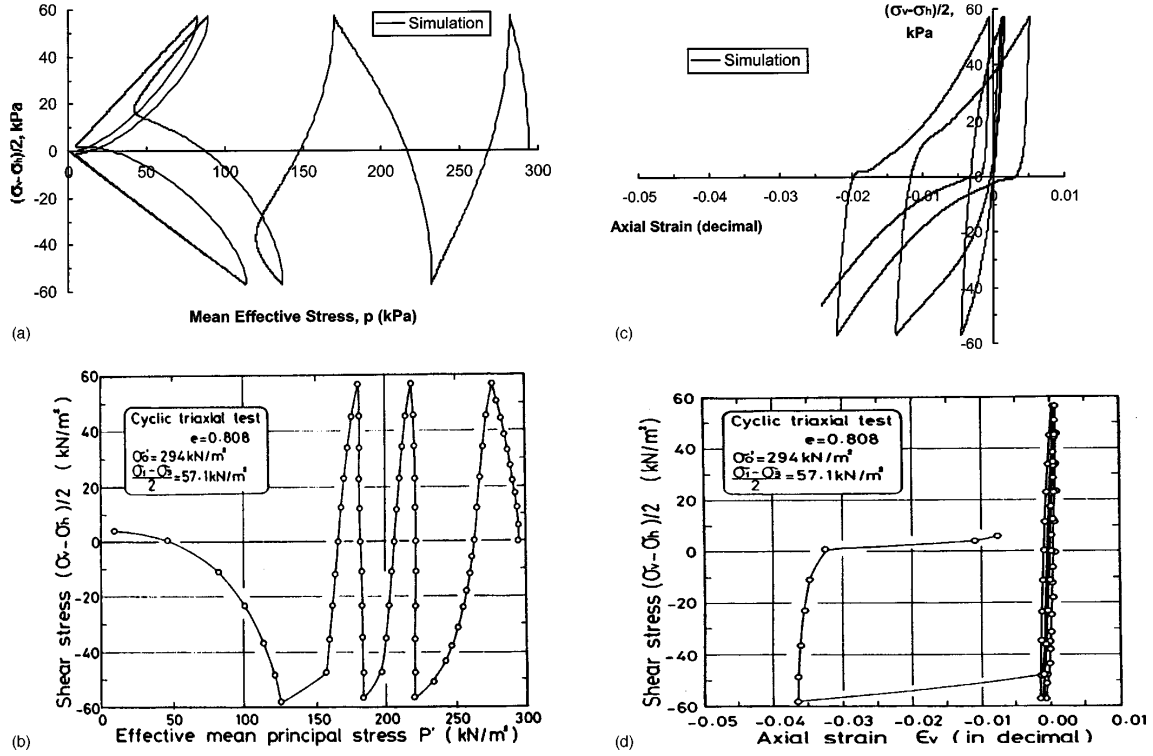 60
40
20
0
-20
-40
-60
0
50
100
150
200
250
300
(σv-σh)/2, kPa
Simulation
Mean Effective Stress, p (kPa)
(a)
(σv-σh)/2,
kPa
60
40
20
0
-20
-40
-60
-0.05
-0.04
-0.03
-0.02
-0.01
0
0.01
Simulation
Axial Strain (decimal)
(c)
60
40
20
0
-20
-40
-60
Shear stress (σv-σh)/2 (kN/m²)
Cyclic triaxial test
e=0.808
σo'=294kN/m²
σ1-σ3/2=57.1kN/m²
0
50
100
150
200
250
300
Effective mean principal stress P' (kN/m²)
(b)
60
40
20
0
-20
-40
-60
Shear stress (σv-σh)/2 (kN/m²)
Cyclic triaxial test
e=0.808
σo'=294kN/m²
σ1-σ3/2=57.1kN/m²
-0.05
-0.04
-0.03
-0.02
-0.01
0.00
0.01
Axial strain Єv (in decimal)
(d)